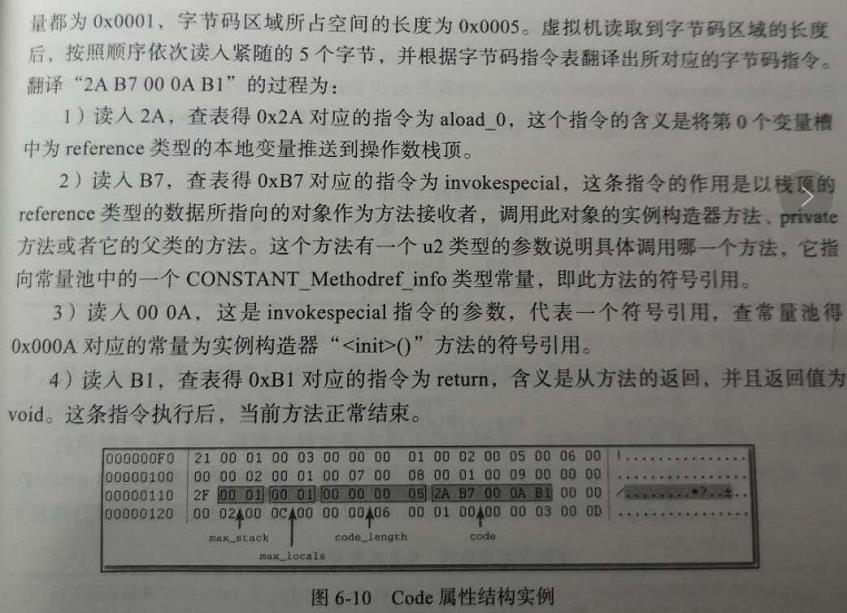 量都为 0x0001，字节码区域所占空间的长度为 0x0005。虚拟机读取到字节码区域的长度
后，按照顺序依次读入紧随的 5 个字节，并根据字节码指令表翻译出所对应的字节码指令。
翻译“2A B7 00 0A B1”的过程为：
1）读入 2A，查表得 0x2A 对应的指令为 aload_0，这个指令的含义是将第 0 个变量槽
中为 reference 类型的本地变量推送到操作数栈顶。
2）读入 B7，查表得 0xB7 对应的指令为 invokespecial，这条指令的作用是以栈顶的
reference 类型的数据所指向的对象作为方法接收者，调用此对象的实例构造器方法、private
方法或者它的父类的方法。这个方法有一个 u2 类型的参数说明具体调用哪一个方法，它指
向常量池中的一个 CONSTANT_Methodref_info 类型常量，即此方法的符号引用。
3）读入 00 0A，这是 invokespecial 指令的参数，代表一个符号引用，查常量池得
0x000A 对应的常量为实例构造器“<init>()”方法的符号引用。
4）读入 B1，查表得 0xB1 对应的指令为 return，含义是从方法的返回，并且返回值为
void。这条指令执行后，当前方法正常结束。
000000F0 21 00 01 00 03 00 00 00 01 00 02 00 05 00 06 00 !...............
00000100 00 00 02 00 01 00 07 00 08 00 01 00 09 00 00 00 ................
00000110 2F 00 01 00 01 00 00 00 05 2A B7 00 0A B1 00 00
00000120 00 02 00 0C 00 00 00 06 00 01 00 00 00 03 00 0D ................
max_stack code_length code
max_locals
图 6-10 Code 属性结构实例